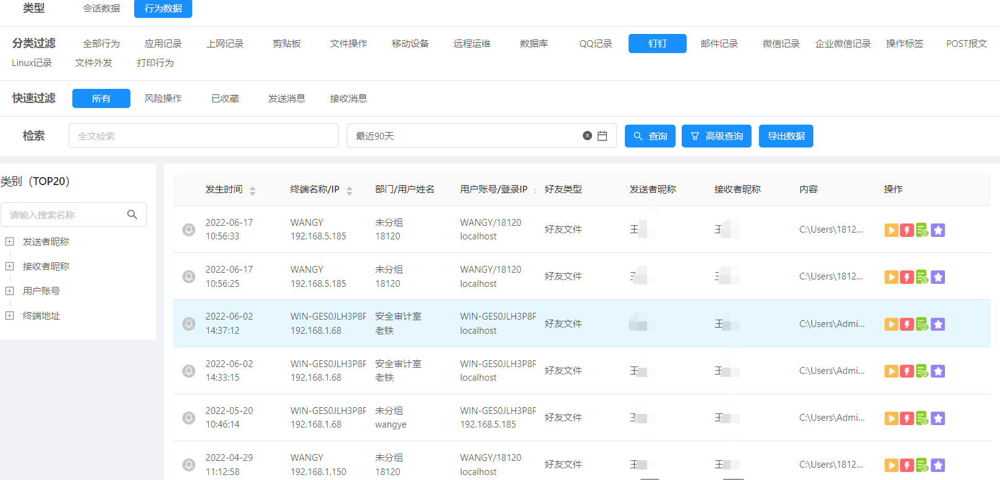 类型 会话数据 行为数据
分类过滤 全部行为 应用记录 上网记录 剪贴板 文件操作 移动设备 远程运维 数据库 QQ记录 钉钉 邮件记录 微信记录 企业微信记录 操作标签 POST报文
Linux记录 文件外发 打印行为
快速过滤 所有 风险操作 已收藏 发送消息 接收消息
检索 全文检索 最近90天 查询 高级查询 导出数据
类别（TOP20）
请输入搜索名称
发送者昵称
接收者昵称
用户账号
终端地址
发生时间 终端名称/IP 部门/用户姓名 用户账号/登录IP 好友类型 发送者昵称 接收者昵称 内容 操作
2022-06-17 WANGY 未分组 WANGY/18120
好友文件 王 王 C:\Users\1812...
10:56:33 192.168.5.185 18120 localhost
2022-06-17 WANGY 未分组 WANGY/18120
好友文件 C:\Users\1812...
10:56:25 192.168.5.185 18120 localhost
2022-06-02 WIN-GES0JLH3P8F 安全审计室 WIN-GES0JLH3P8F
好友文件 王 C:\Users\Admi...
14:37:12 192.168.1.68 老铁 localhost
2022-06-02 WIN-GES0JLH3P8F 安全审计室 WIN-GES0JLH3P8F
好友文件 王 王 C:\Users\Admi...
14:33:15 192.168.1.68 老铁 localhost
2022-05-20 WIN-GES0JLH3P8F 未分组 WIN-GES0JLH3P8F
好友文件 王 王 C:\Users\Admi...
10:46:14 192.168.1.68 wangye 192.168.5.185
2022-04-29 WANGY 未分组 WANGY/18120
好友文件 王 王 C:\Users\1812...
11:12:58 192.168.1.150 18120 localhost